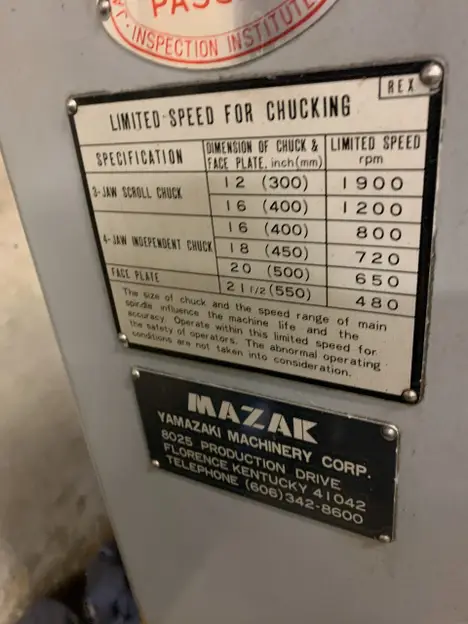 PASS
INSPECTION INSTITUTE
REX
LIMITED-SPEED FOR CHUCKING
SPECIFICATION DIMENSION OF CHUCK & FACE PLATE. inch(mm) LIMITED SPEED rpm
3-JAW SCROLL CHUCK 12 (300) 1900
16 (400) 1200
4-JAW INDEPENDENT CHUCK 16 (400) 800
18 (450) 720
20 (500) 650
FACE PLATE 21 1/2 (550) 480
The size of chuck and the speed range of main
spindle influence the machine life and the
accuracy. Operate within this limited speed for
the safety of operators. The abnormal operating
conditions are not taken into consideration.
MAZAK
YAMAZAKI MACHINERY CORP.
8025 PRODUCTION DRIVE
FLORENCE KENTUCKY 41042
TELEPHONE (606)342-8600